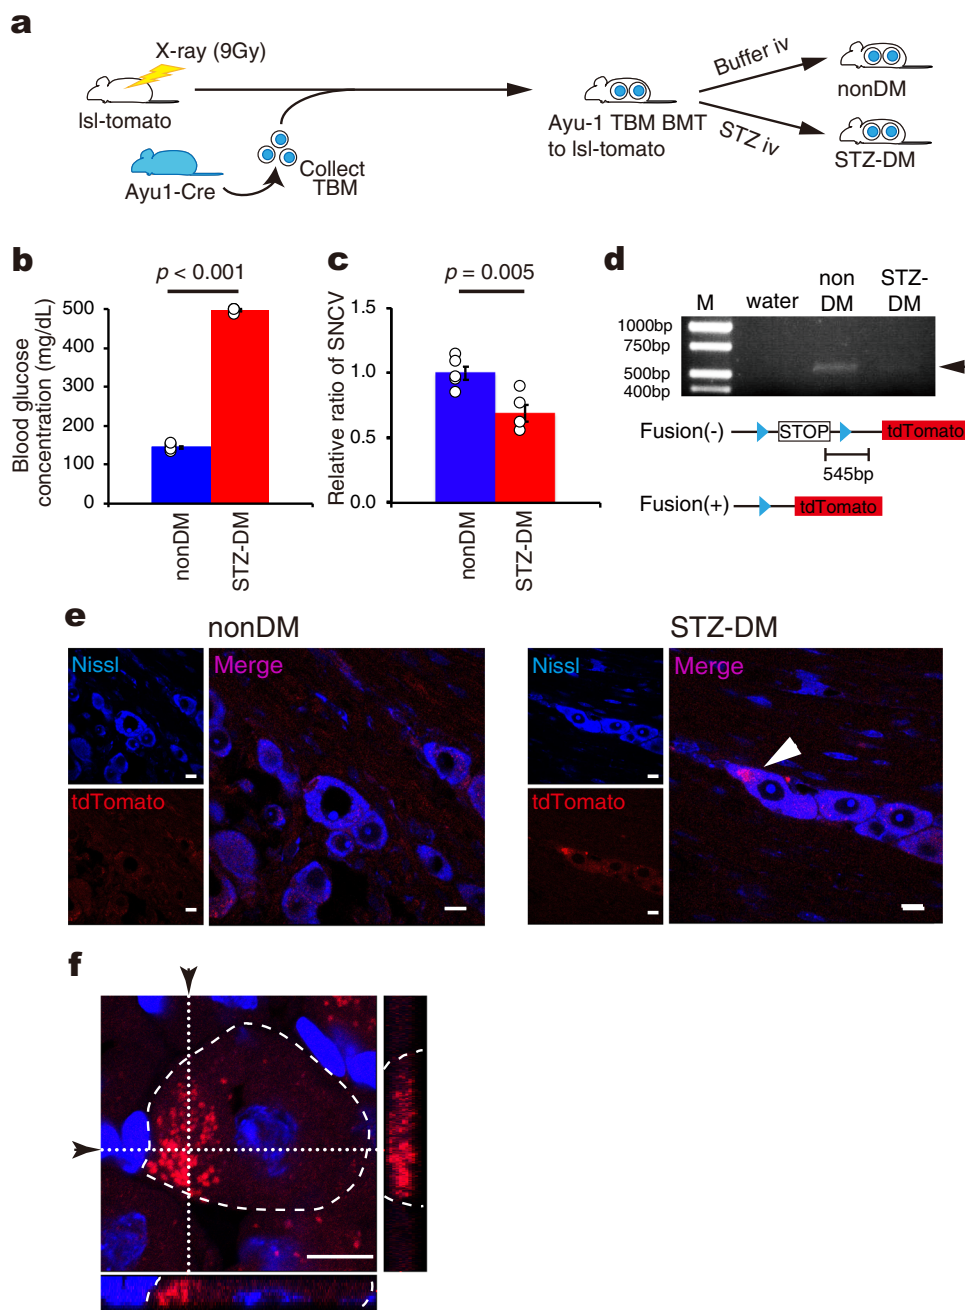 a
X-ray (9Gy)
lsl-tomato
Ayu1-Cre
Collect
TBM
Ayu-1 TBM BMT
to lsl-tomato
Buffer iv
STZ iv
nonDM
STZ-DM
b
p < 0.001
Blood glucose
concentration (mg/dL)
500
400
300
200
100
0
nonDM
STZ-DM
c
p = 0.005
Relative ratio of SNCV
1.5
1.0
0.5
0.0
nonDM
STZ-DM
d
M
water
non
DM
STZ-
DM
1000bp
750bp
500bp
400bp
Fusion(-)
STOP
tdTomato
545bp
Fusion(+)
tdTomato
e
nonDM
Nissl
Merge
tdTomato
STZ-DM
Nissl
Merge
tdTomato
f